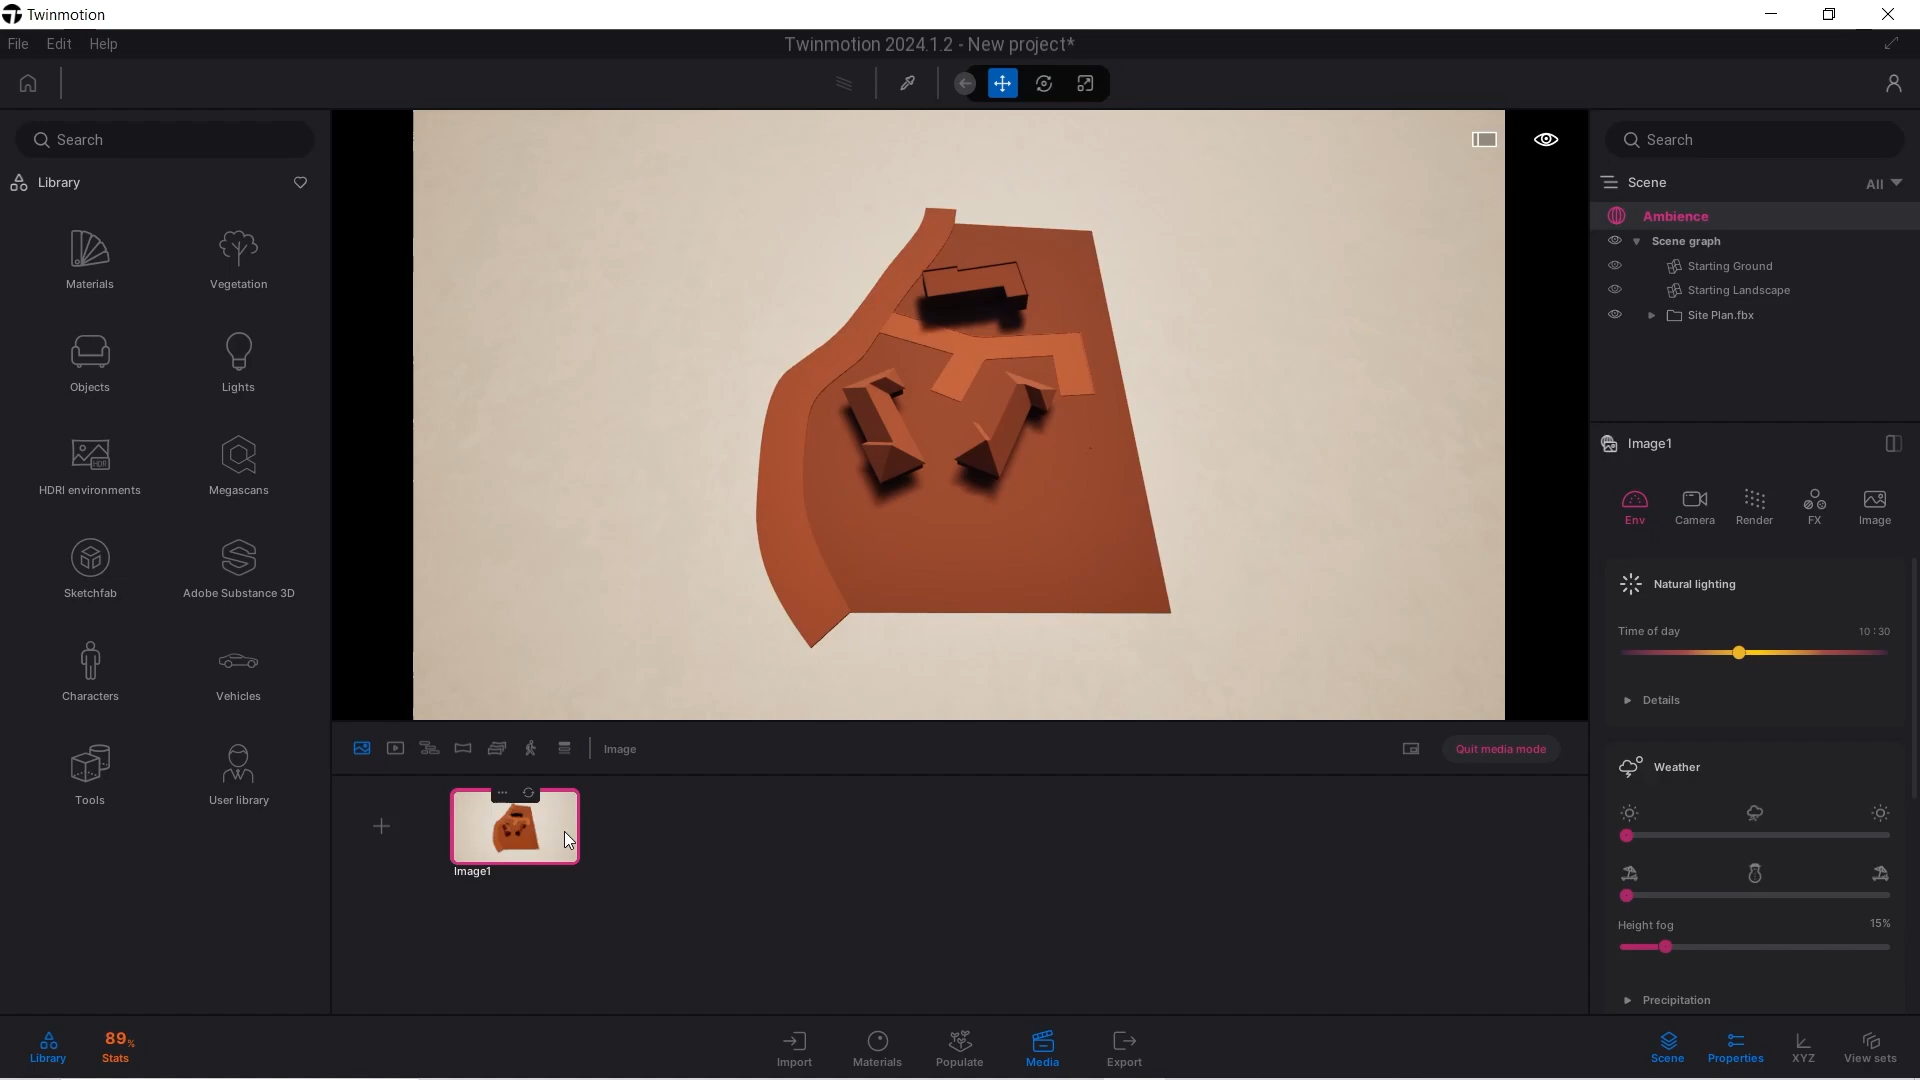 Twinmotion
File Edit Help
Twinmotion 2024.1.2 - New project*
Search
Library
Materials
Vegetation
Objects
Lights
HDR
HDRI environments
Megascans
Sketchfab
Adobe Substance 3D
Characters
Vehicles
Tools
User library
Image
Quit media mode
Image1
Search
Scene
All
Ambience
Scene graph
Starting Ground
Starting Landscape
Site Plan.fbx
Image1
Env
Camera
Render
FX
Image
Natural lighting
Time of day 10 : 30
Details
Weather
Height fog 15%
Precipitation
Library
89%
Stats
Import
Materials
Populate
Media
Export
Scene
Properties
XYZ
View sets